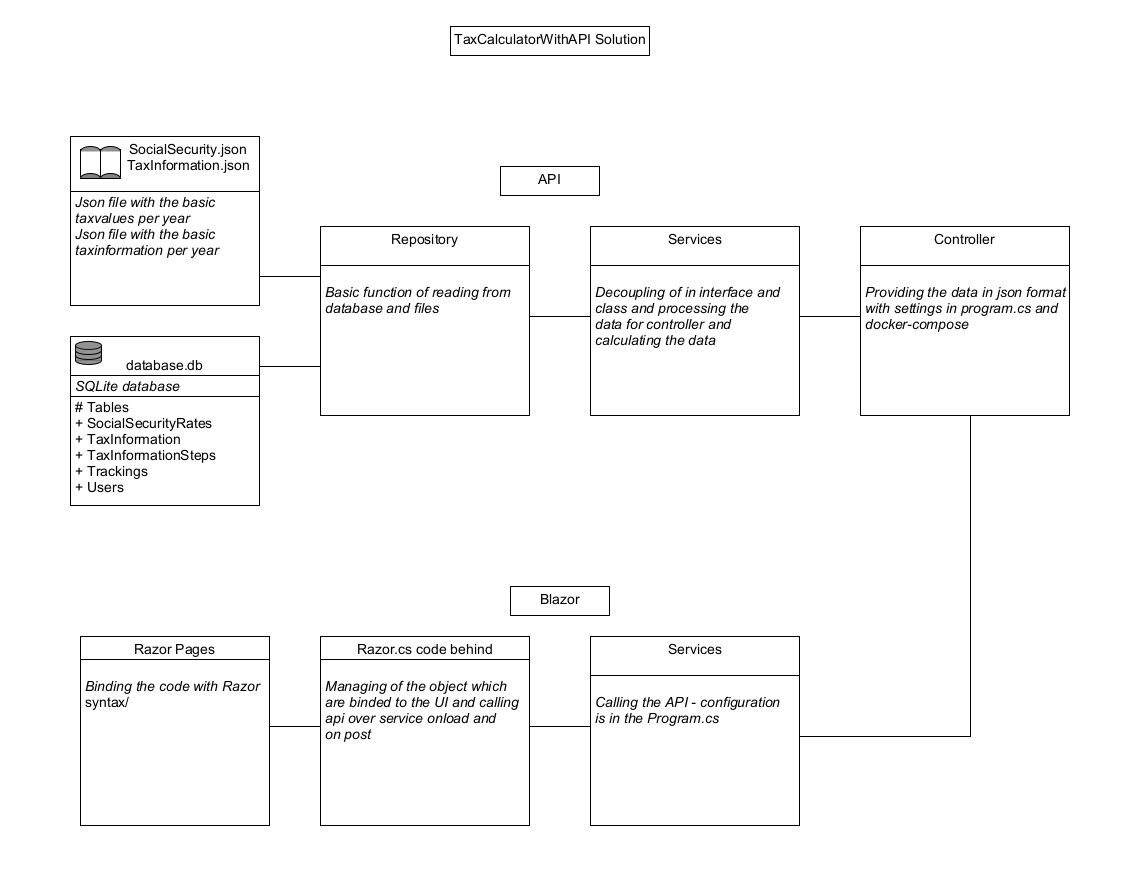 TaxCalculatorWithAPI Solution
SocialSecurity.json
TaxInformation.json
Json file with the basic
taxvalues per year
Json file with the basic
taxinformation per year
database.db
SQLite database
# Tables
+ SocialSecurityRates
+ TaxInformation
+ TaxInformationSteps
+ Trackings
+ Users
API
Repository
Basic function of reading from
database and files
Services
Decoupling of in interface and
class and processing the
data for controller and
calculating the data
Controller
Providing the data in json format
with settings in program.cs and
docker-compose
Blazor
Razor Pages
Binding the code with Razor
syntax/
Razor.cs code behind
Managing of the object which
are binded to the UI and calling
api over service onload and
on post
Services
Calling the API - configuration
is in the Program.cs